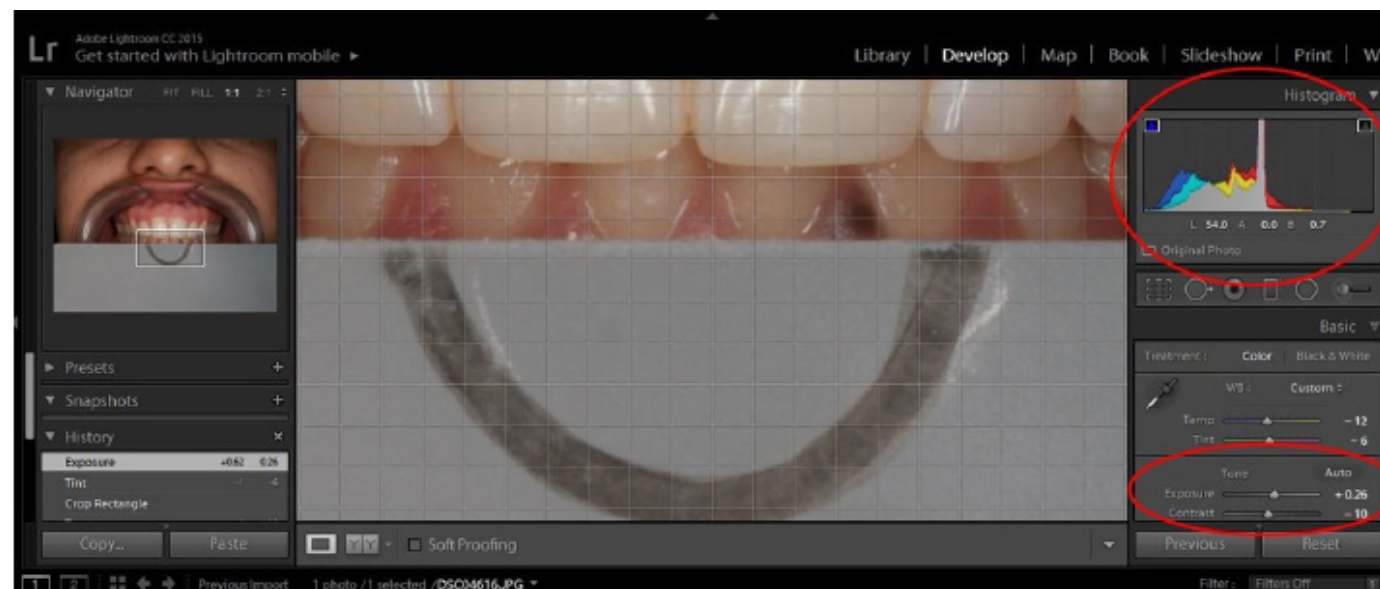 Lr
Adobe Lightroom CC 2015
Get started with Lightroom mobile
Library | Develop | Map | Book | Slideshow | Print | W
Navigator FIT FILL 1:1 2:1
Presets +
Snapshots +
History ×
Exposure +0.62 0.26
Tint
Crop Rectangle
Copy... Paste
Soft Proofing
Histogram
L 54.0 A 0.0 B 0.7
Original Photo
Basic
Treatment : Color | Black & White
WB : Custom
Temp - 12
Tint - 6
Tone Auto
Exposure + 0.26
Contrast - 10
Previous Reset
1 2 Previous Import 1 photo / 1 selected / DSC04616.JPG Filter : Filters Off